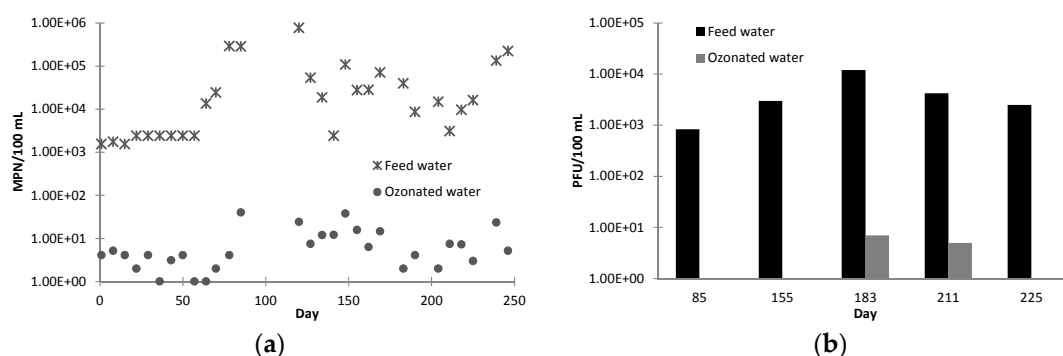 1.00E+06
1.00E+05
1.00E+04
1.00E+03
1.00E+02
1.00E+01
1.00E+00
MPN/100 mL
Feed water
Ozonated water
0 50 100 150 200 250
Day
(a)
1.00E+05
1.00E+04
1.00E+03
1.00E+02
1.00E+01
1.00E+00
PFU/100 mL
Feed water
Ozonated water
85 155 183 211 225
Day
(b)